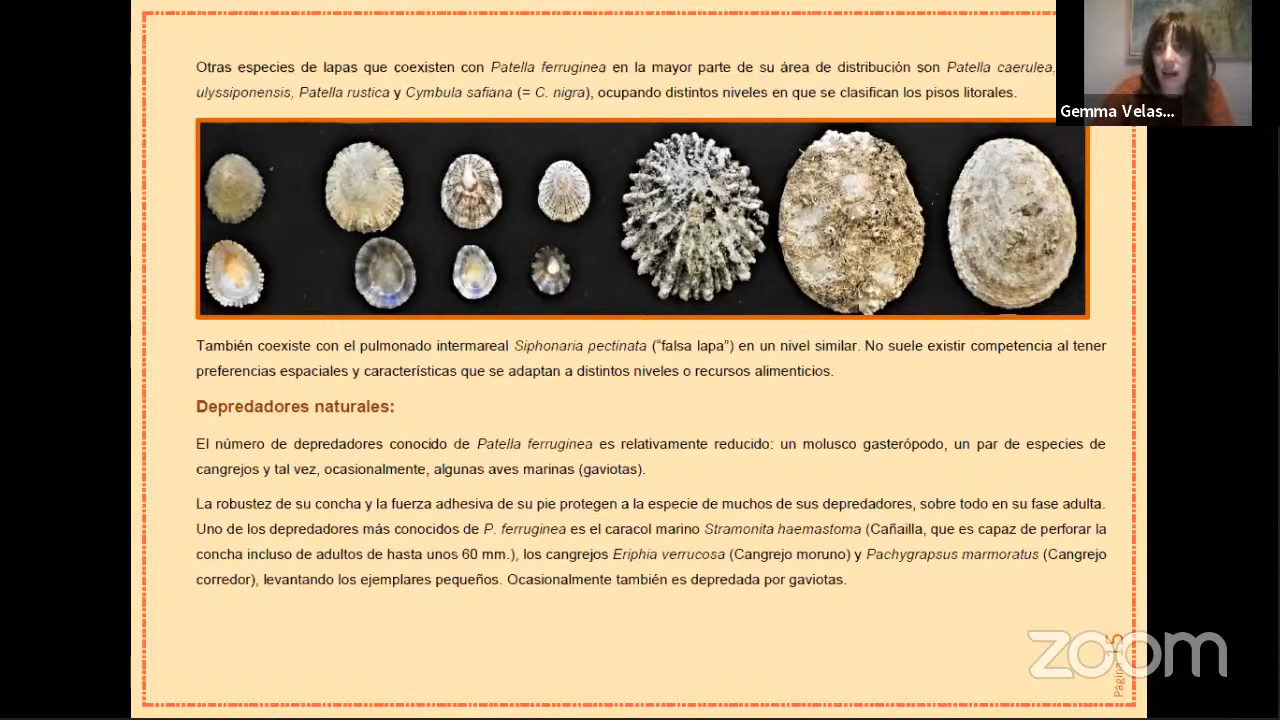 Otras especies de lapas que coexisten con Patella ferruginea en la mayor parte de su área de distribución son Patella caerulea,
ulyssiponensis, Patella rustica y Cymbula safiana (= C. nigra), ocupando distintos niveles en que se clasifican los pisos litorales.
Gemma Velas...
También coexiste con el pulmonado intermareal Siphonaria pectinata (“falsa lapa”) en un nivel similar. No suele existir competencia al tener
preferencias espaciales y características que se adaptan a distintos niveles o recursos alimenticios.
Depredadores naturales:
El número de depredadores conocido de Patella ferruginea es relativamente reducido: un molusco gasterópodo, un par de especies de
cangrejos y tal vez, ocasionalmente, algunas aves marinas (gaviotas).
La robustez de su concha y la fuerza adhesiva de su pie protegen a la especie de muchos de sus depredadores, sobre todo en su fase adulta.
Uno de los depredadores más conocidos de P. ferruginea es el caracol marino Stramonita haemastoma (Cañailla, que es capaz de perforar la
concha incluso de adultos de hasta unos 60 mm.), los cangrejos Eriphia verrucosa (Cangrejo moruno) y Pachygrapsus marmoratus (Cangrejo
corredor), levantando los ejemplares pequeños. Ocasionalmente también es depredada por gaviotas.
zoom
Página 15